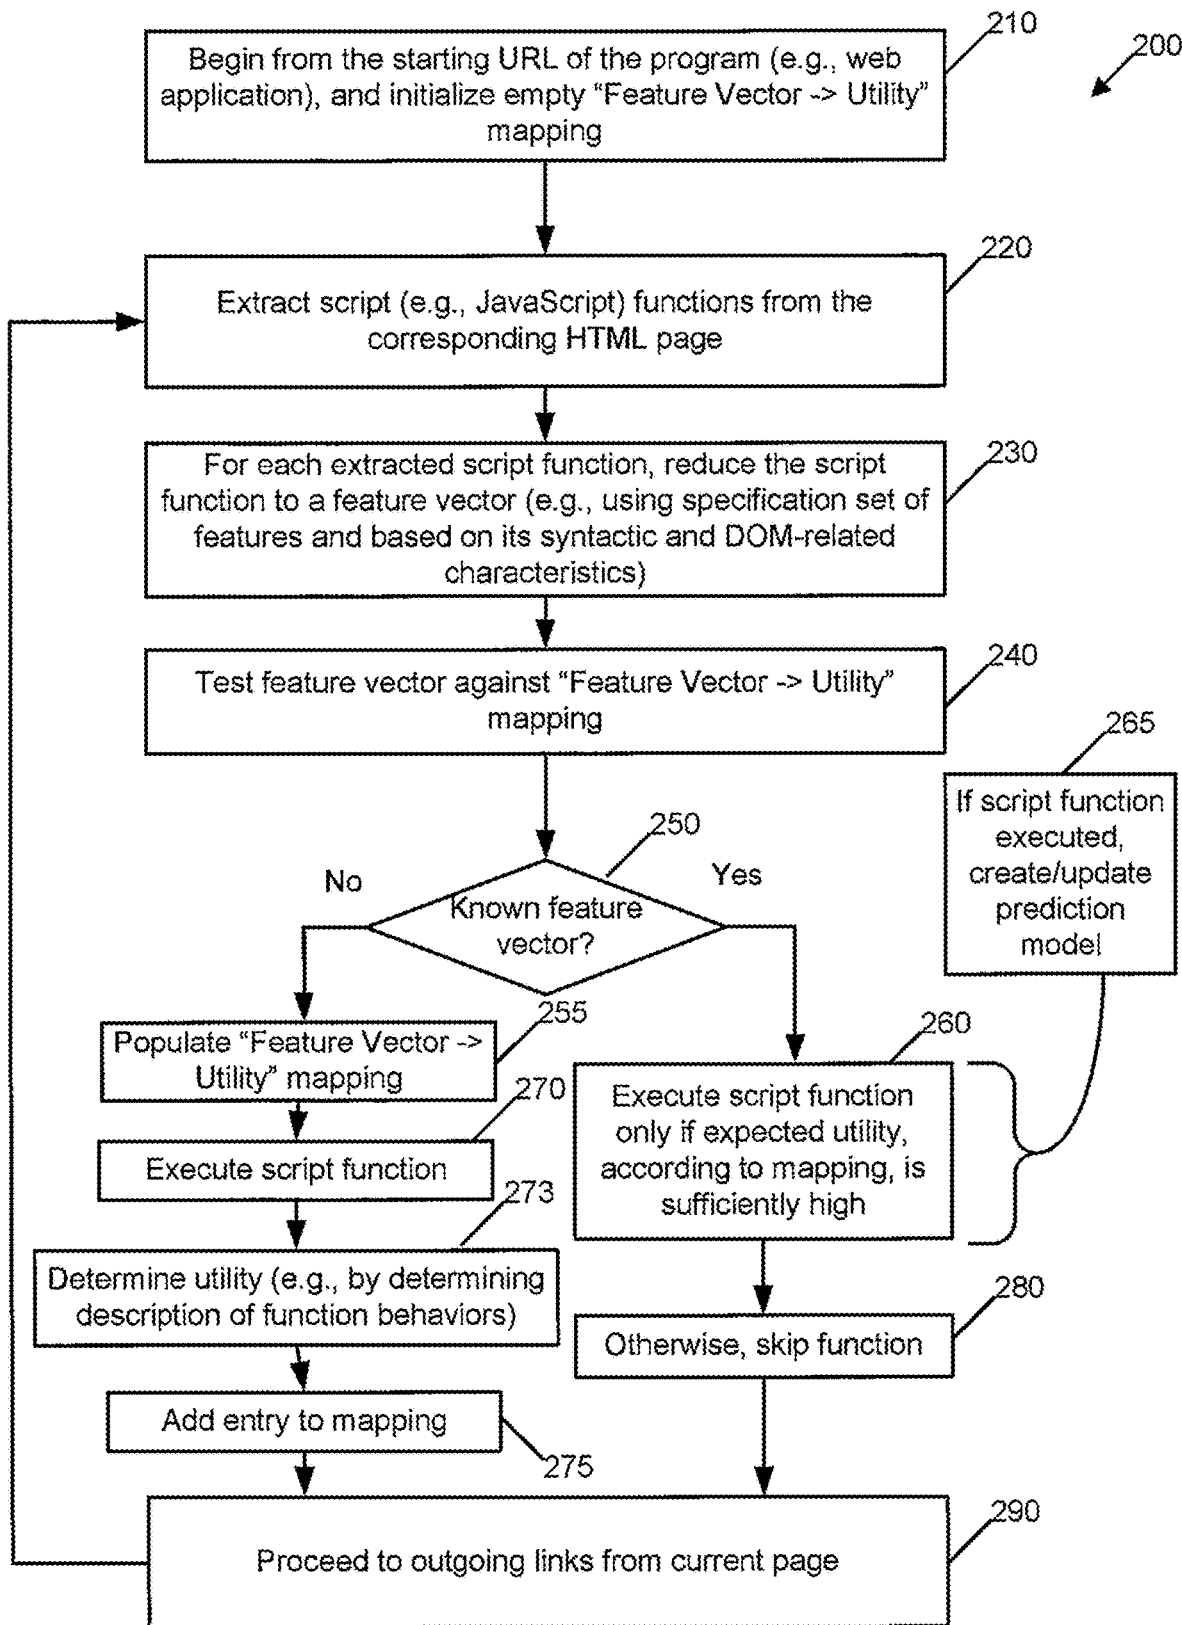 210
200
Begin from the starting URL of the program (e.g., web
application), and initialize empty “Feature Vector -> Utility”
mapping
220
Extract script (e.g., JavaScript) functions from the
corresponding HTML page
230
For each extracted script function, reduce the script
function to a feature vector (e.g., using specification set of
features and based on its syntactic and DOM-related
characteristics)
240
Test feature vector against “Feature Vector -> Utility”
mapping
265
If script function
executed,
create/update
prediction
model
250
No
Yes
Known feature
vector?
255
Populate “Feature Vector ->
Utility” mapping
270
Execute script function
273
Determine utility (e.g., by determining
description of function behaviors)
Add entry to mapping
275
260
Execute script function
only if expected utility,
according to mapping, is
sufficiently high
280
Otherwise, skip function
290
Proceed to outgoing links from current page